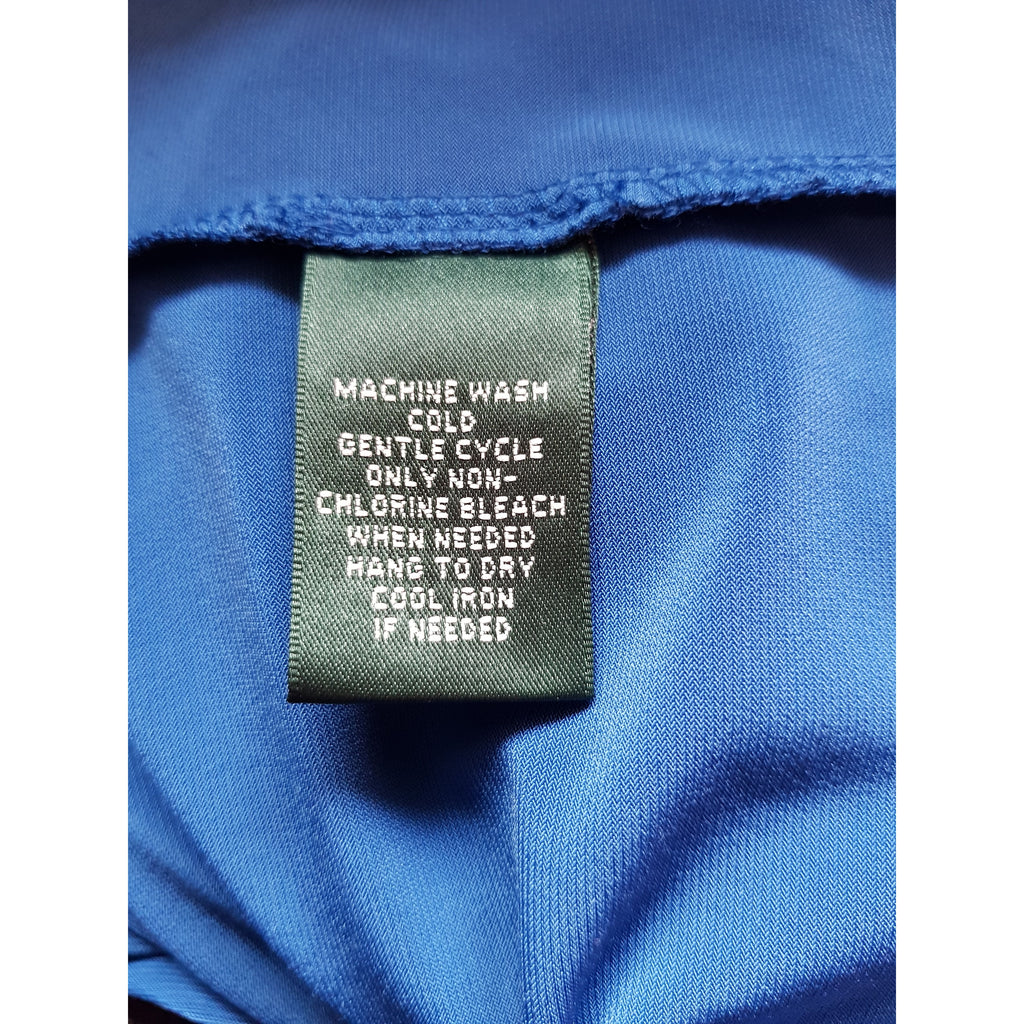 MACHINE WASH
COLD
GENTLE CYCLE
ONLY NON-
CHLORINE BLEACH
WHEN NEEDED
HANG TO DRY
COOL IRON
IF NEEDED